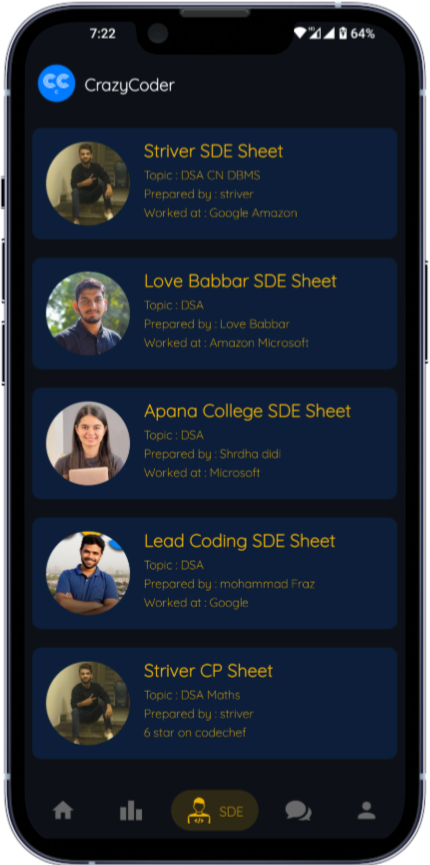 7:22
64%
CC
c
CrazyCoder
Striver SDE Sheet
Topic : DSA CN DBMS
Prepared by : striver
Worked at : Google Amazon
Love Babbar SDE Sheet
Topic : DSA
Prepared by : Love Babbar
Worked at : Amazon Microsoft
Apana College SDE Sheet
Topic : DSA
Prepared by : Shrdha didi
Worked at : Microsoft
Lead Coding SDE Sheet
Topic : DSA
Prepared by : mohammad Fraz
Worked at : Google
Striver CP Sheet
Topic : DSA Maths
Prepared by : striver
6 star on codechef
SDE